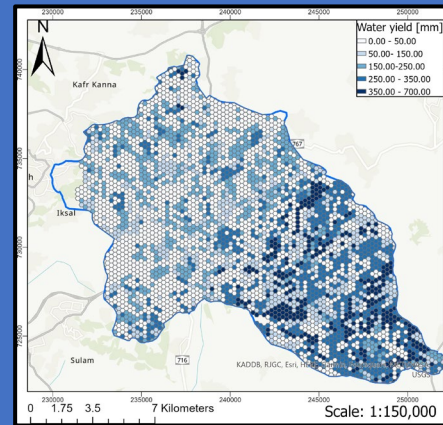 230000 235000 240000 245000 250000
N
Water yield [mm]
0.00 - 50.00
50.00 - 150.00
150.00-250.00
250.00 - 350.00
350.00 - 700.00
740000
Kafr Kanna
767
735000
h
Iksal
730000
725000
Sulam
716
KADDB, RJGC, Esri,
USGS
230000 235000 240000 245000 250000
0 1.75 3.5 7 Kilometers
Scale: 1:150,000